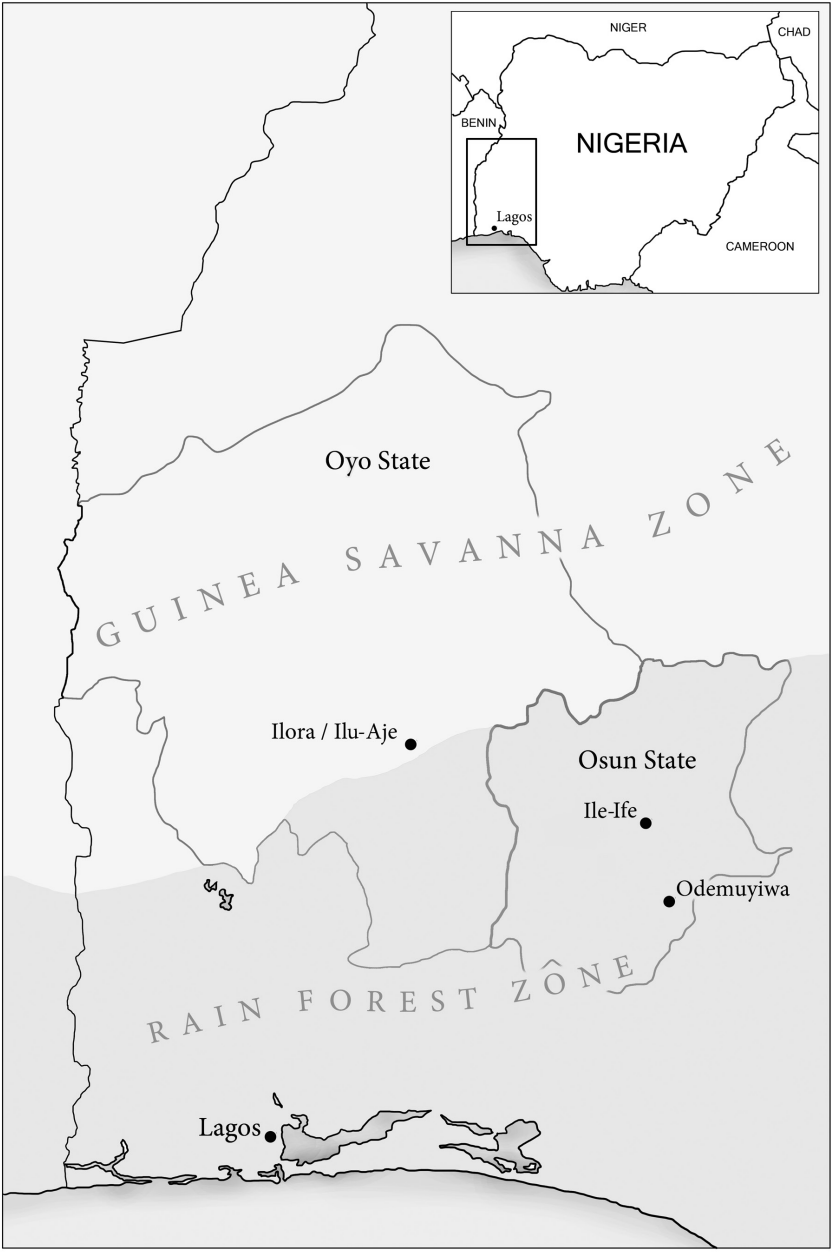 NIGER
CHAD
BENIN
NIGERIA
Lagos
CAMEROON
Oyo State
GUINEA SAVANNA ZONE
Ilora / Ilu-Aje
Osun State
Ile-Ife
Odemuyiwa
RAIN FOREST ZÔNE
Lagos